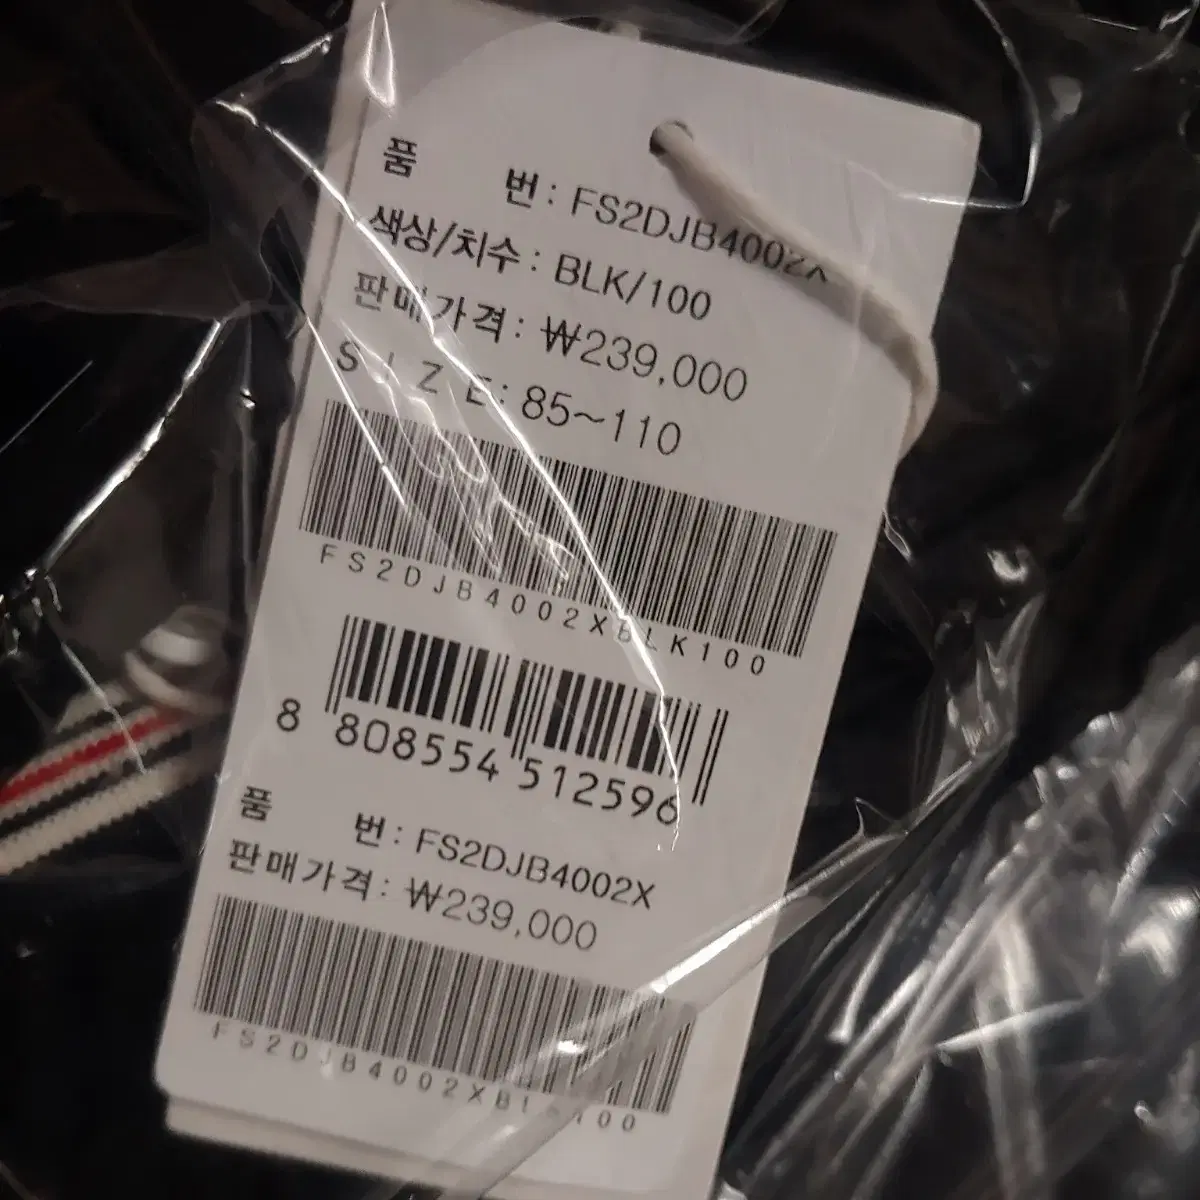 품 번 : FS2DJB4002X
색상/치수 : BLK/100
판매가격 : ₩239,000
S I Z E : 85~110
FS2DJB4002XBLK100
8 808554 512596
품 번 : FS2DJB4002X
판매가격 : ₩239,000
FS2DJB4002XBLK100